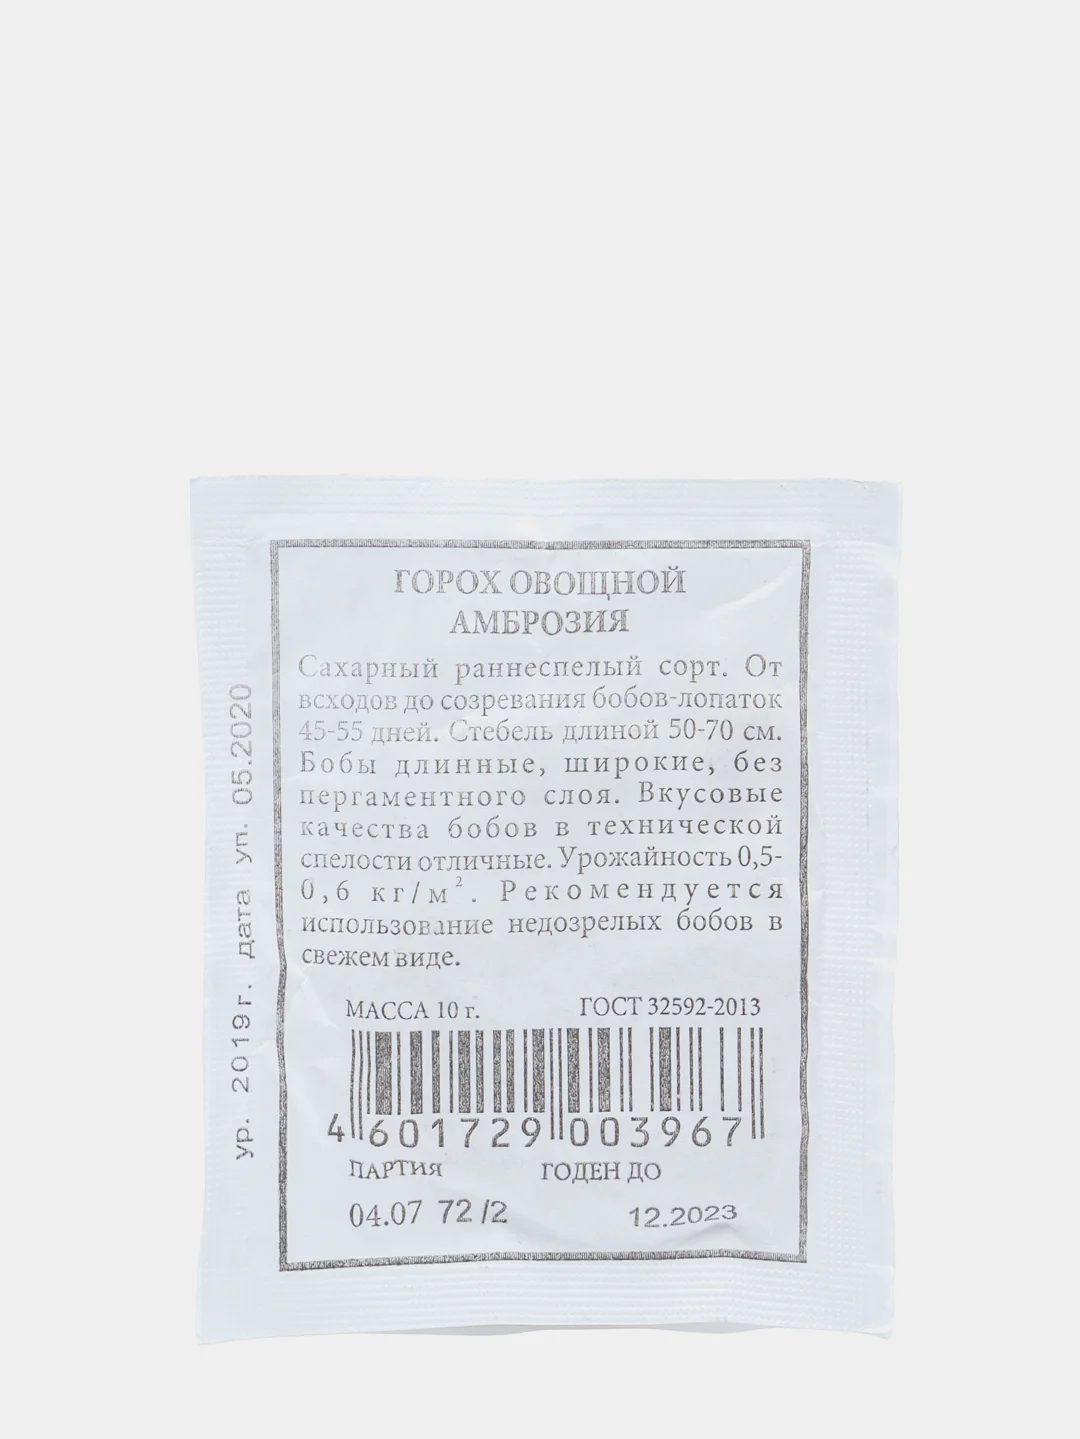 ГОРОХ ОВОЩНОЙ
АМБРОЗИЯ
Сахарный раннеспелый сорт. От
всходов до созревания бобов-лопаток
45-55 дней. Стебель длиной 50-70 см.
Бобы длинные, широкие, без
пергаментного слоя. Вкусовые
качества бобов в технической
спелости отличные. Урожайность 0,5-
0,6 кг/м². Рекомендуется
использование недозрелых бобов в
свежем виде.
МАССА 10 г. ГОСТ 32592-2013
4 601729 003967
ПАРТИЯ ГОДЕН ДО
04.07 72/2 12.2023
ур. 2019г. дата уп. 05.2020